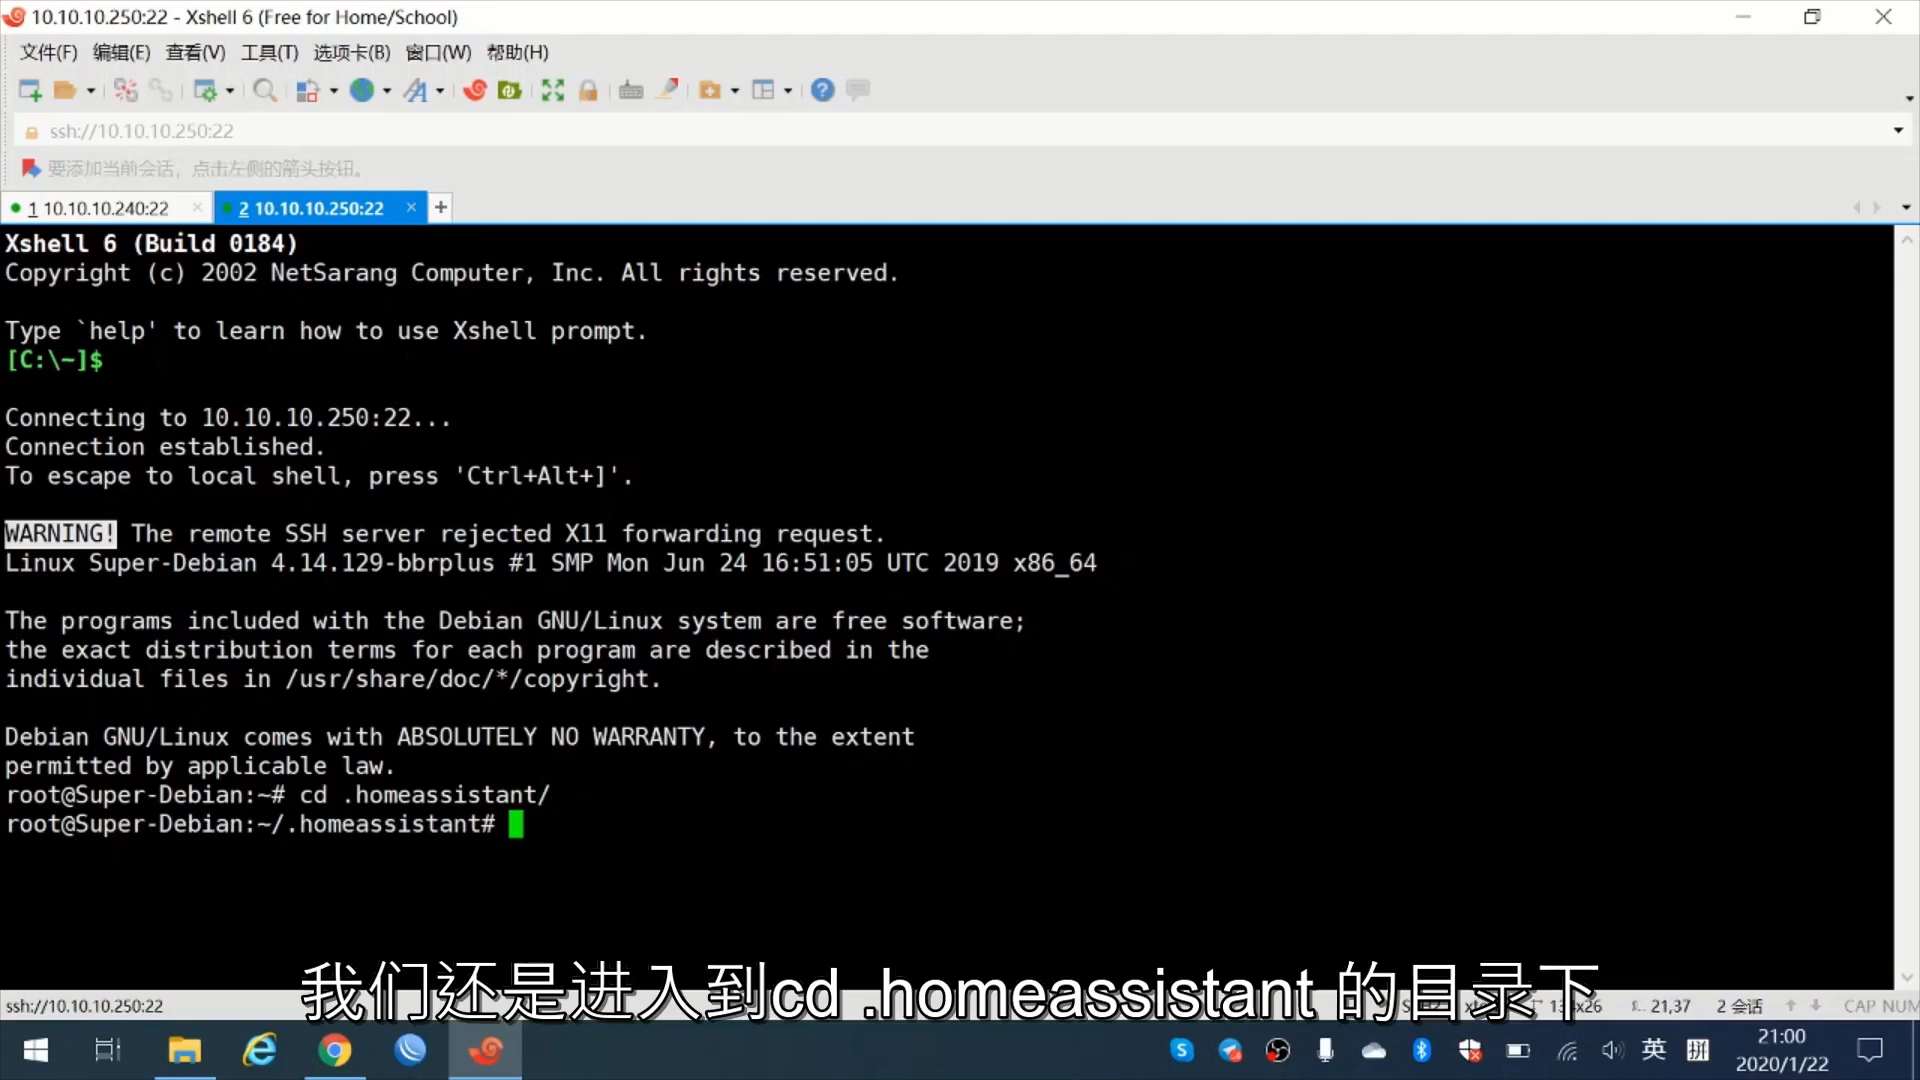 10.10.10.250:22 - Xshell 6 (Free for Home/School)
文件(F) 编辑(E) 查看(V) 工具(T) 选项卡(B) 窗口(W) 帮助(H)
ssh://10.10.10.250:22
要添加当前会话，点击左侧的箭头按钮。
1 10.10.10.240:22 2 10.10.10.250:22
Xshell 6 (Build 0184)
Copyright (c) 2002 NetSarang Computer, Inc. All rights reserved.
Type `help' to learn how to use Xshell prompt.
[C:\~]$
Connecting to 10.10.10.250:22...
Connection established.
To escape to local shell, press 'Ctrl+Alt+]'.
WARNING! The remote SSH server rejected X11 forwarding request.
Linux Super-Debian 4.14.129-bbrplus #1 SMP Mon Jun 24 16:51:05 UTC 2019 x86_64
The programs included with the Debian GNU/Linux system are free software;
the exact distribution terms for each program are described in the
individual files in /usr/share/doc/*/copyright.
Debian GNU/Linux comes with ABSOLUTELY NO WARRANTY, to the extent
permitted by applicable law.
root@Super-Debian:~# cd .homeassistant/
root@Super-Debian:~/.homeassistant#
我们还是进入到cd .homeassistant 的目录下
ssh://10.10.10.250:22 21,37 2 会话 CAP NUM
英 拼 21:00
2020/1/22